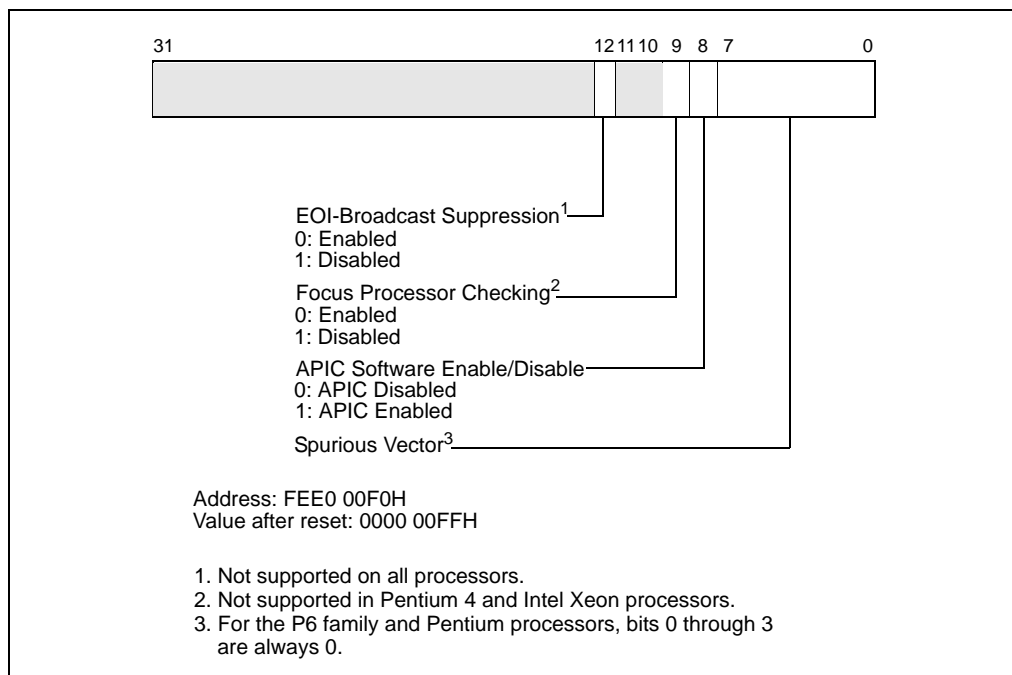 31 12 11 10 9 8 7 0
EOI-Broadcast Suppression1
0: Enabled
1: Disabled
Focus Processor Checking2
0: Enabled
1: Disabled
APIC Software Enable/Disable
0: APIC Disabled
1: APIC Enabled
Spurious Vector3
Address: FEE0 00F0H
Value after reset: 0000 00FFH
1. Not supported on all processors.
2. Not supported in Pentium 4 and Intel Xeon processors.
3. For the P6 family and Pentium processors, bits 0 through 3
are always 0.